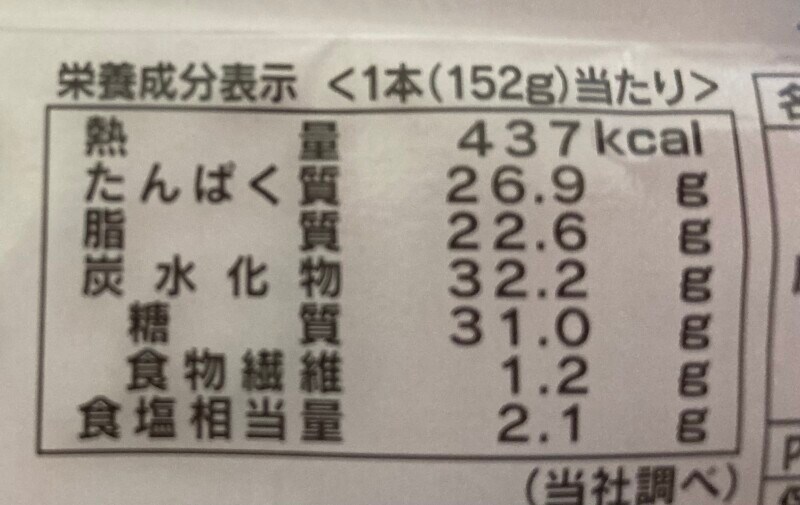 栄養成分表示 <1本(152g)当たり>
熱量 437kcal
たんぱく質 26.9 g
脂質 22.6 g
炭水化物 32.2 g
糖質 31.0 g
食物繊維 1.2 g
食塩相当量 2.1 g
(当社調べ)
名